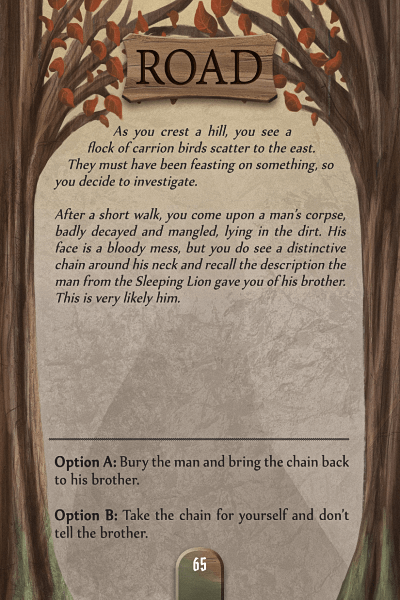 ROAD
As you crest a hill, you see a
flock of carrion birds scatter to the east.
They must have been feasting on something, so
you decide to investigate.
After a short walk, you come upon a man's corpse,
badly decayed and mangled, lying in the dirt. His
face is a bloody mess, but you do see a distinctive
chain around his neck and recall the description the
man from the Sleeping Lion gave you of his brother.
This is very likely him.
Option A: Bury the man and bring the chain back
to his brother.
Option B: Take the chain for yourself and don't
tell the brother.
65